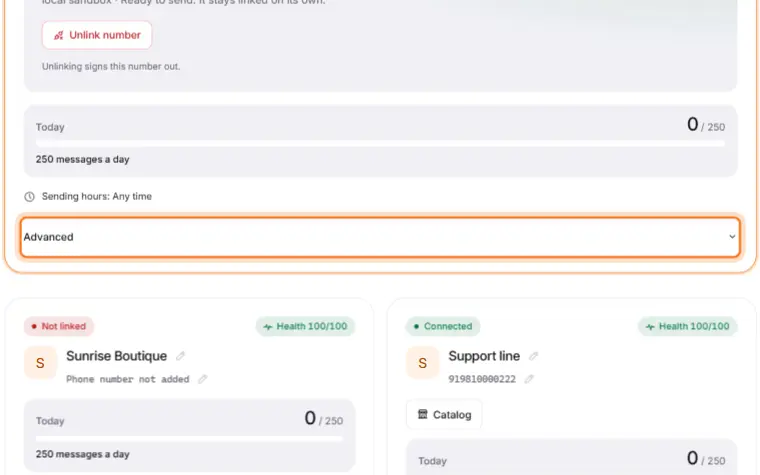 local sandbox · Ready to send. It stays linked on its own.
Unlink number
Unlinking signs this number out.
Today
0 / 250
250 messages a day
Sending hours: Any time
Advanced
Not linked
Health 100/100
S
Sunrise Boutique
Phone number not added
Today
0 / 250
250 messages a day
Connected
Health 100/100
S
Support line
919810000222
Catalog
Today
0 / 250